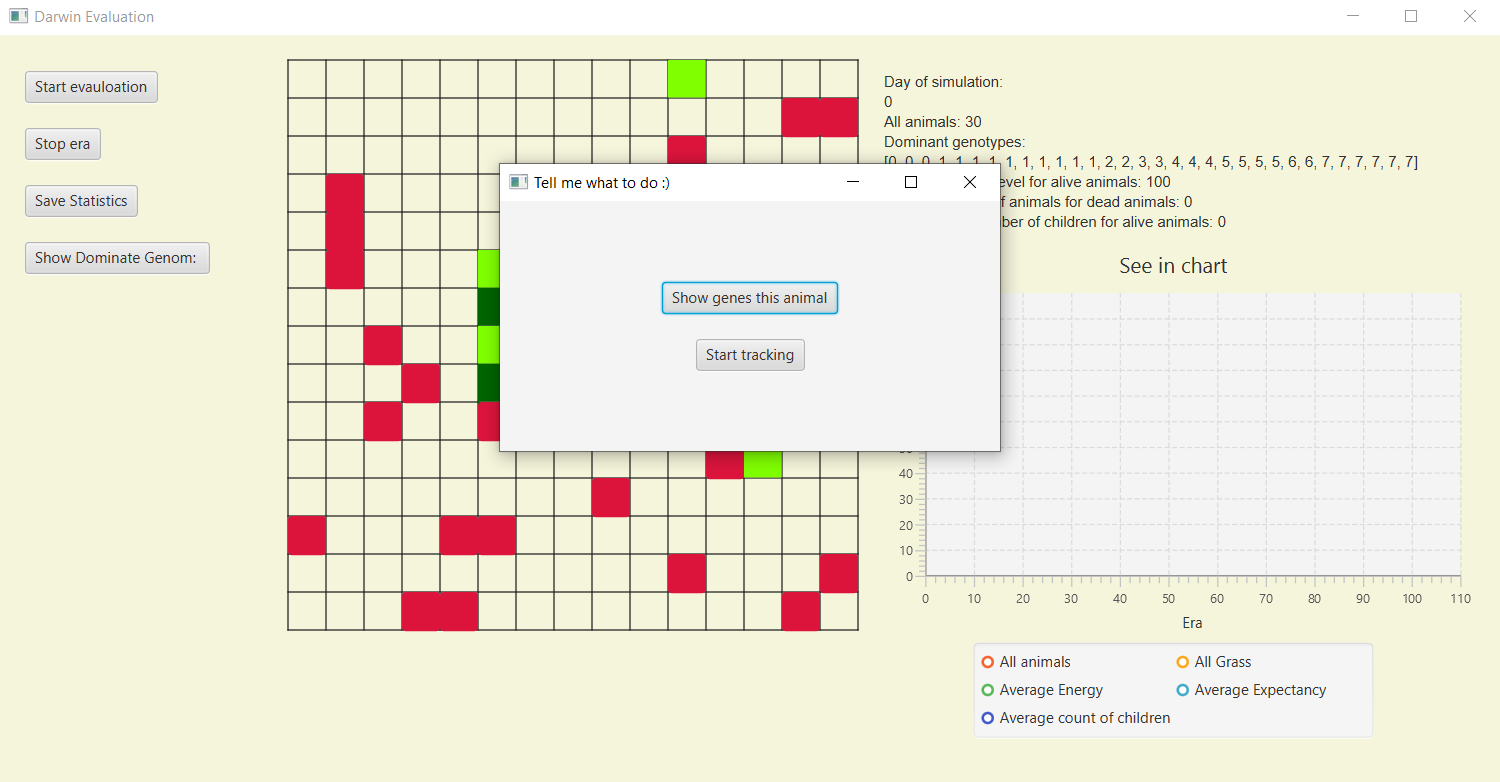 Darwin Evaluation
Start evauloation
Stop era
Save Statistics
Show Dominate Genom:
Day of simulation:
0
All animals: 30
Dominant genotypes:
[0, 0, 0, 1, 1, 1, 1, 1, 1, 1, 1, 1, 1, 2, 2, 3, 3, 4, 4, 4, 5, 5, 5, 5, 6, 6, 7, 7, 7, 7, 7, 7]
evel for alive animals: 100
animals for dead animals: 0
ber of children for alive animals: 0
Tell me what to do :)
Show genes this animal
Start tracking
See in chart
40
30
20
10
0
0 10 20 30 40 50 60 70 80 90 100 110
Era
All animals
All Grass
Average Energy
Average Expectancy
Average count of children